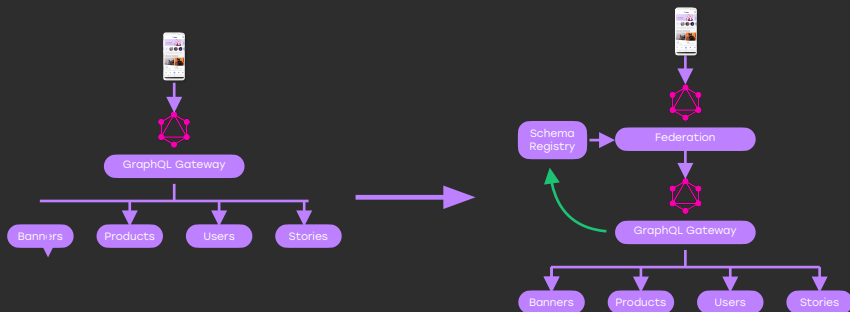 GraphQL Gateway
Banners
Products
Users
Stories
Schema
Registry
Federation
GraphQL Gateway
Banners
Products
Users
Stories